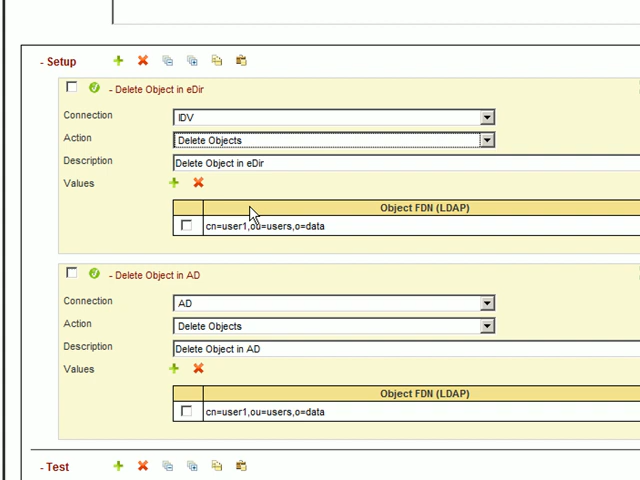 - Setup
- Delete Object in eDir
Connection IDV
Action Delete Objects
Description Delete Object in eDir
Values
Object FDN (LDAP)
cn=user1,ou=users,o=data
- Delete Object in AD
Connection AD
Action Delete Objects
Description Delete Object in AD
Values
Object FDN (LDAP)
cn=user1,ou=users,o=data
- Test